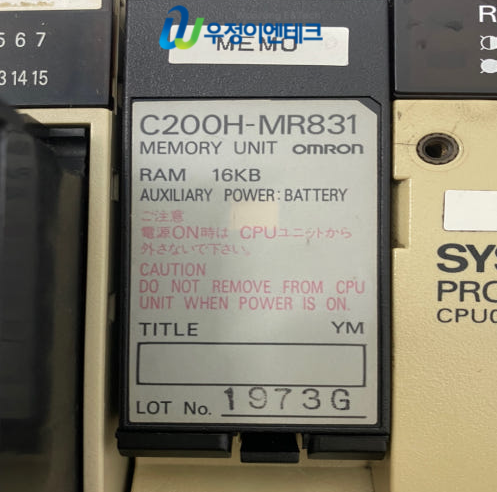 우정이엔테크
MEMO
5 6 7
13 14 15
R
C200H-MR831
MEMORY UNIT OMRON
RAM 16KB
AUXILIARY POWER: BATTERY
ご注意
電源ON時は CPUユニットから
外さないで下さい。
CAUTION
DO NOT REMOVE FROM CPU
UNIT WHEN POWER IS ON.
TITLE YM
LOT No. 1973G
SYS
PRO
CPU0